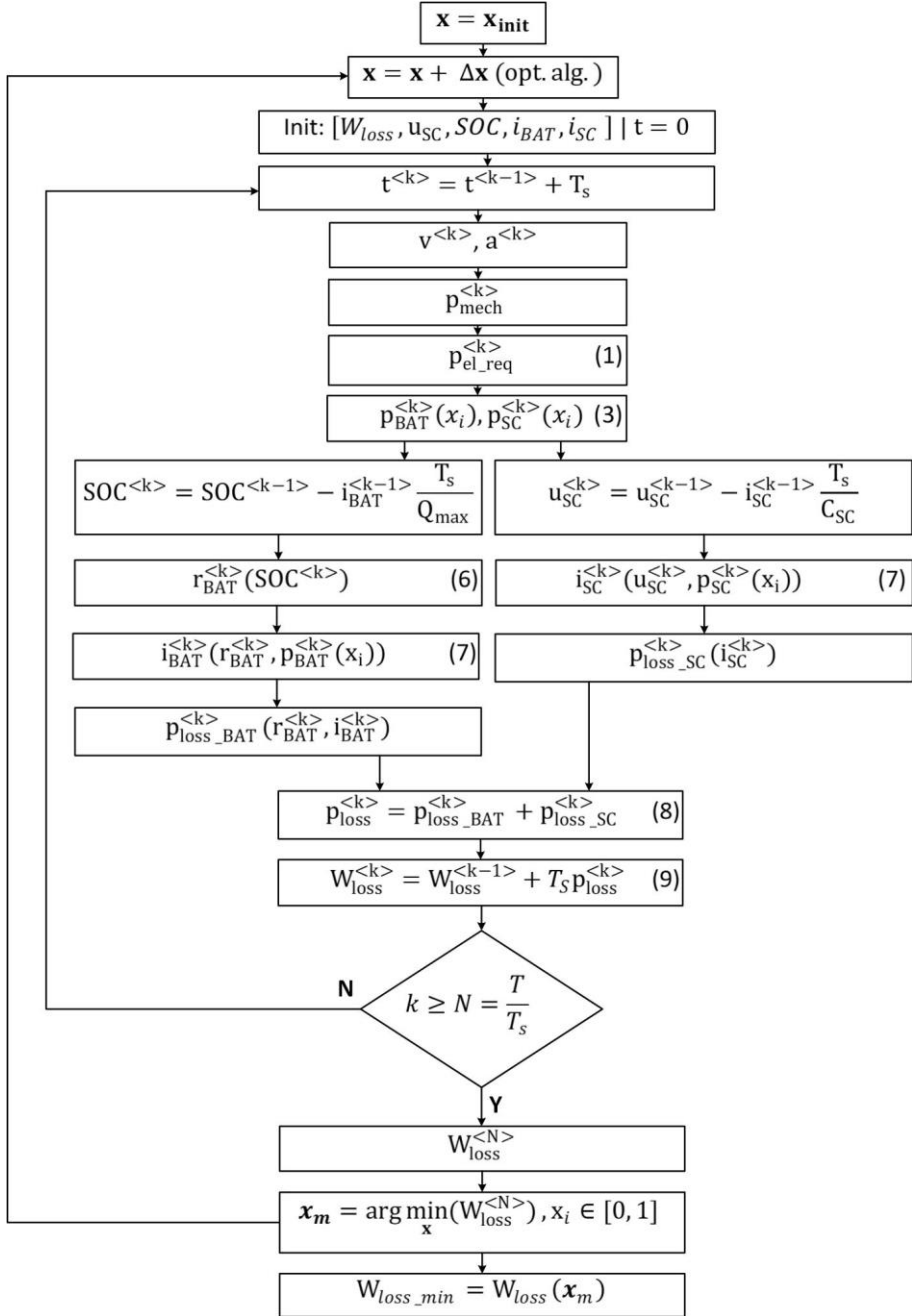 x = x_init
x = x + Δx (opt. alg.)
Init: [W_loss, u_SC, SOC, i_BAT, i_SC ] | t = 0
t^<k> = t^<k−1> + T_s
v^<k>, a^<k>
p_mech^<k>
p_el_req^<k> (1)
p_BAT^<k>(x_i), p_SC^<k>(x_i) (3)
SOC^<k> = SOC^<k−1> − i_BAT^<k−1> T_s/Q_max
u_SC^<k> = u_SC^<k−1> − i_SC^<k−1> T_s/C_SC
r_BAT^<k>(SOC^<k>) (6)
i_SC^<k>(u_SC^<k>, p_SC^<k>(x_i)) (7)
i_BAT^<k>(r_BAT^<k>, p_BAT^<k>(x_i)) (7)
p_loss_SC^<k>(i_SC^<k>)
p_loss_BAT^<k>(r_BAT^<k>, i_BAT^<k>)
p_loss^<k> = p_loss_BAT^<k> + p_loss_SC^<k> (8)
W_loss^<k> = W_loss^<k−1> + T_S p_loss^<k> (9)
N
k ≥ N = T/T_s
Y
W_loss^<N>
x_m = arg min_x(W_loss^<N>) , x_i ∈ [0, 1]
W_loss_min = W_loss(x_m)